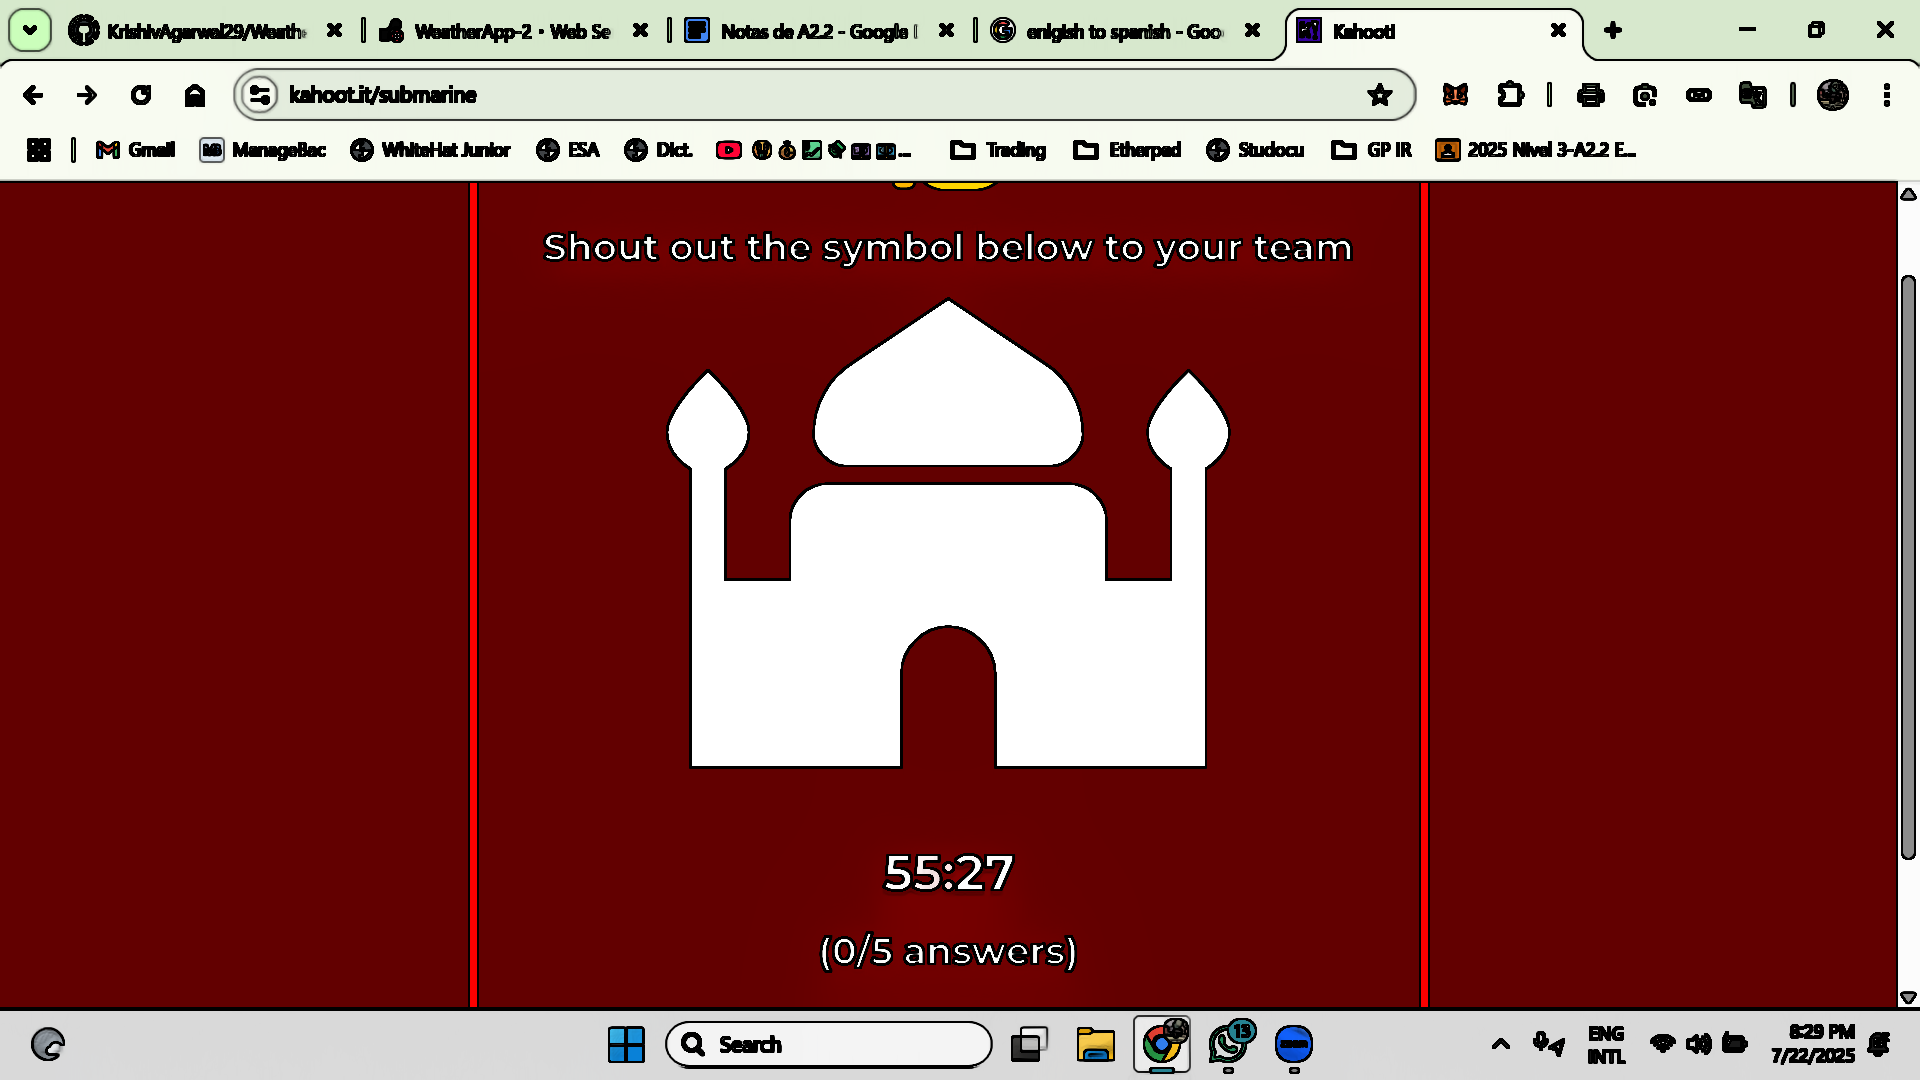 KrishivAgarwal29/Weath
WeatherApp-2 · Web Se
Notas de A2.2 - Google
enlgish to spanish - Goo
Kahoot!
kahoot.it/submarine
Gmail
ManageBac
WhiteHat Junior
ESA
Dict.
...
Trading
Etherpad
Studocu
GP IR
2025 Nivel 3-A2.2 E...
Shout out the symbol below to your team
55:27
(0/5 answers)
Search
13
zoom
ENG
INTL
8:29 PM
7/22/2025